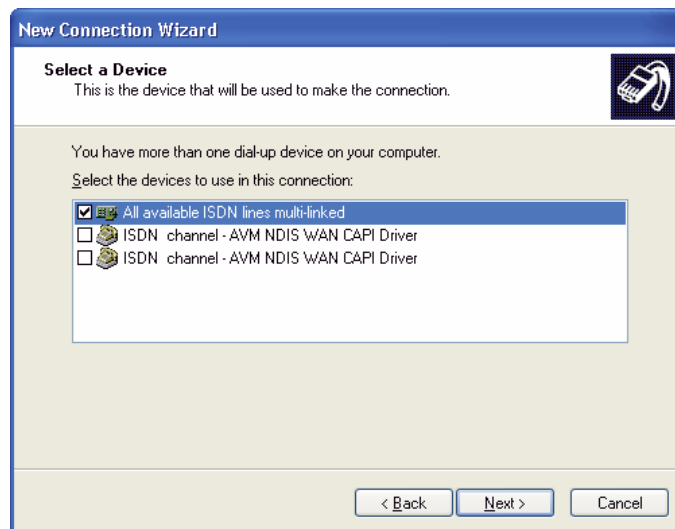 New Connection Wizard
Select a Device
This is the device that will be used to make the connection.
You have more than one dial-up device on your computer.
Select the devices to use in this connection:
All available ISDN lines multi-linked
ISDN channel - AVM NDIS WAN CAPI Driver
ISDN channel - AVM NDIS WAN CAPI Driver
< Back
Next >
Cancel